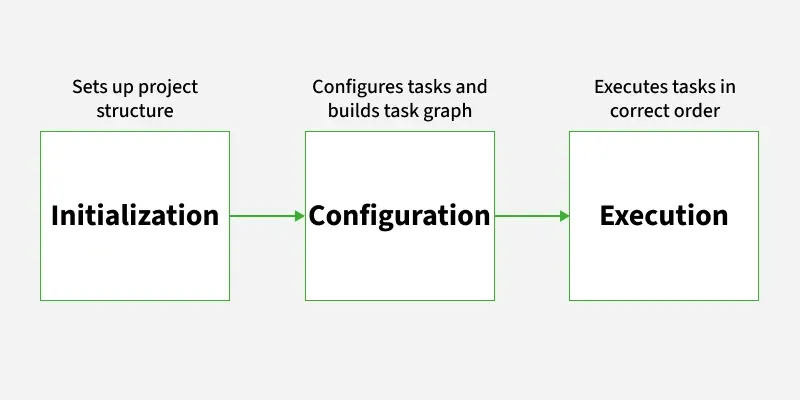 Sets up project
structure
Initialization
Configures tasks and
builds task graph
Configuration
Executes tasks in
correct order
Execution